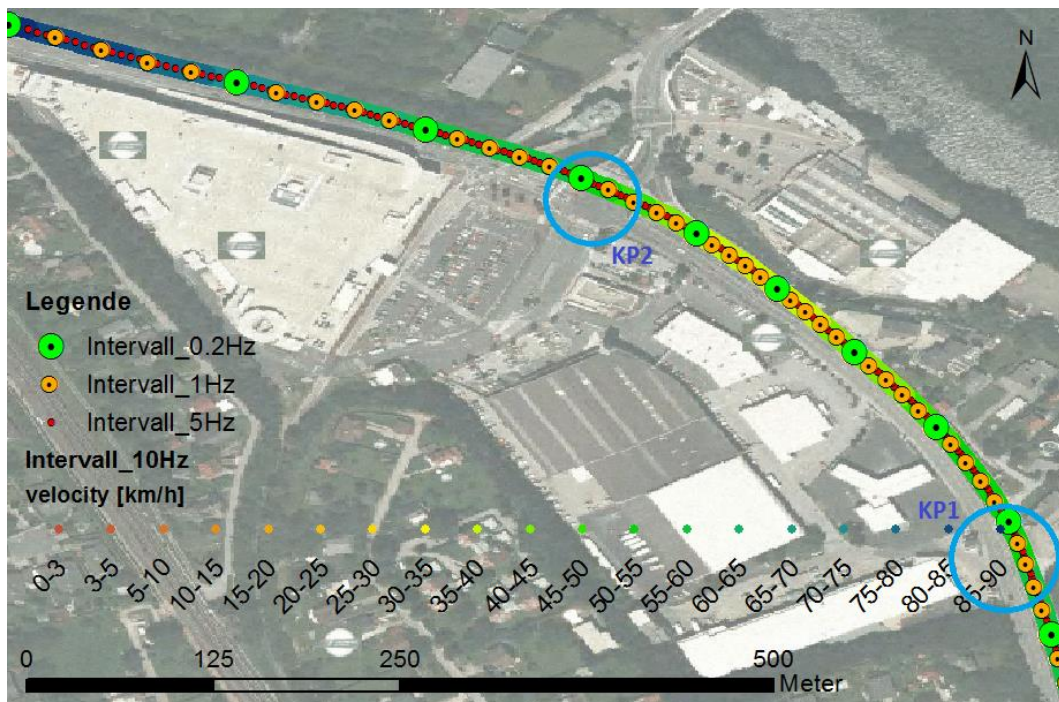 N
KP2
Legende
Intervall_0.2Hz
Intervall_1Hz
Intervall_5Hz
Intervall_10Hz
velocity [km/h]
KP1
0-3
3-5
5-10
10-15
15-20
20-25
25-30
30-35
35-40
40-45
45-50
50-55
55-60
60-65
65-70
70-75
75-80
80-85
85-90
0 125 250 500
Meter